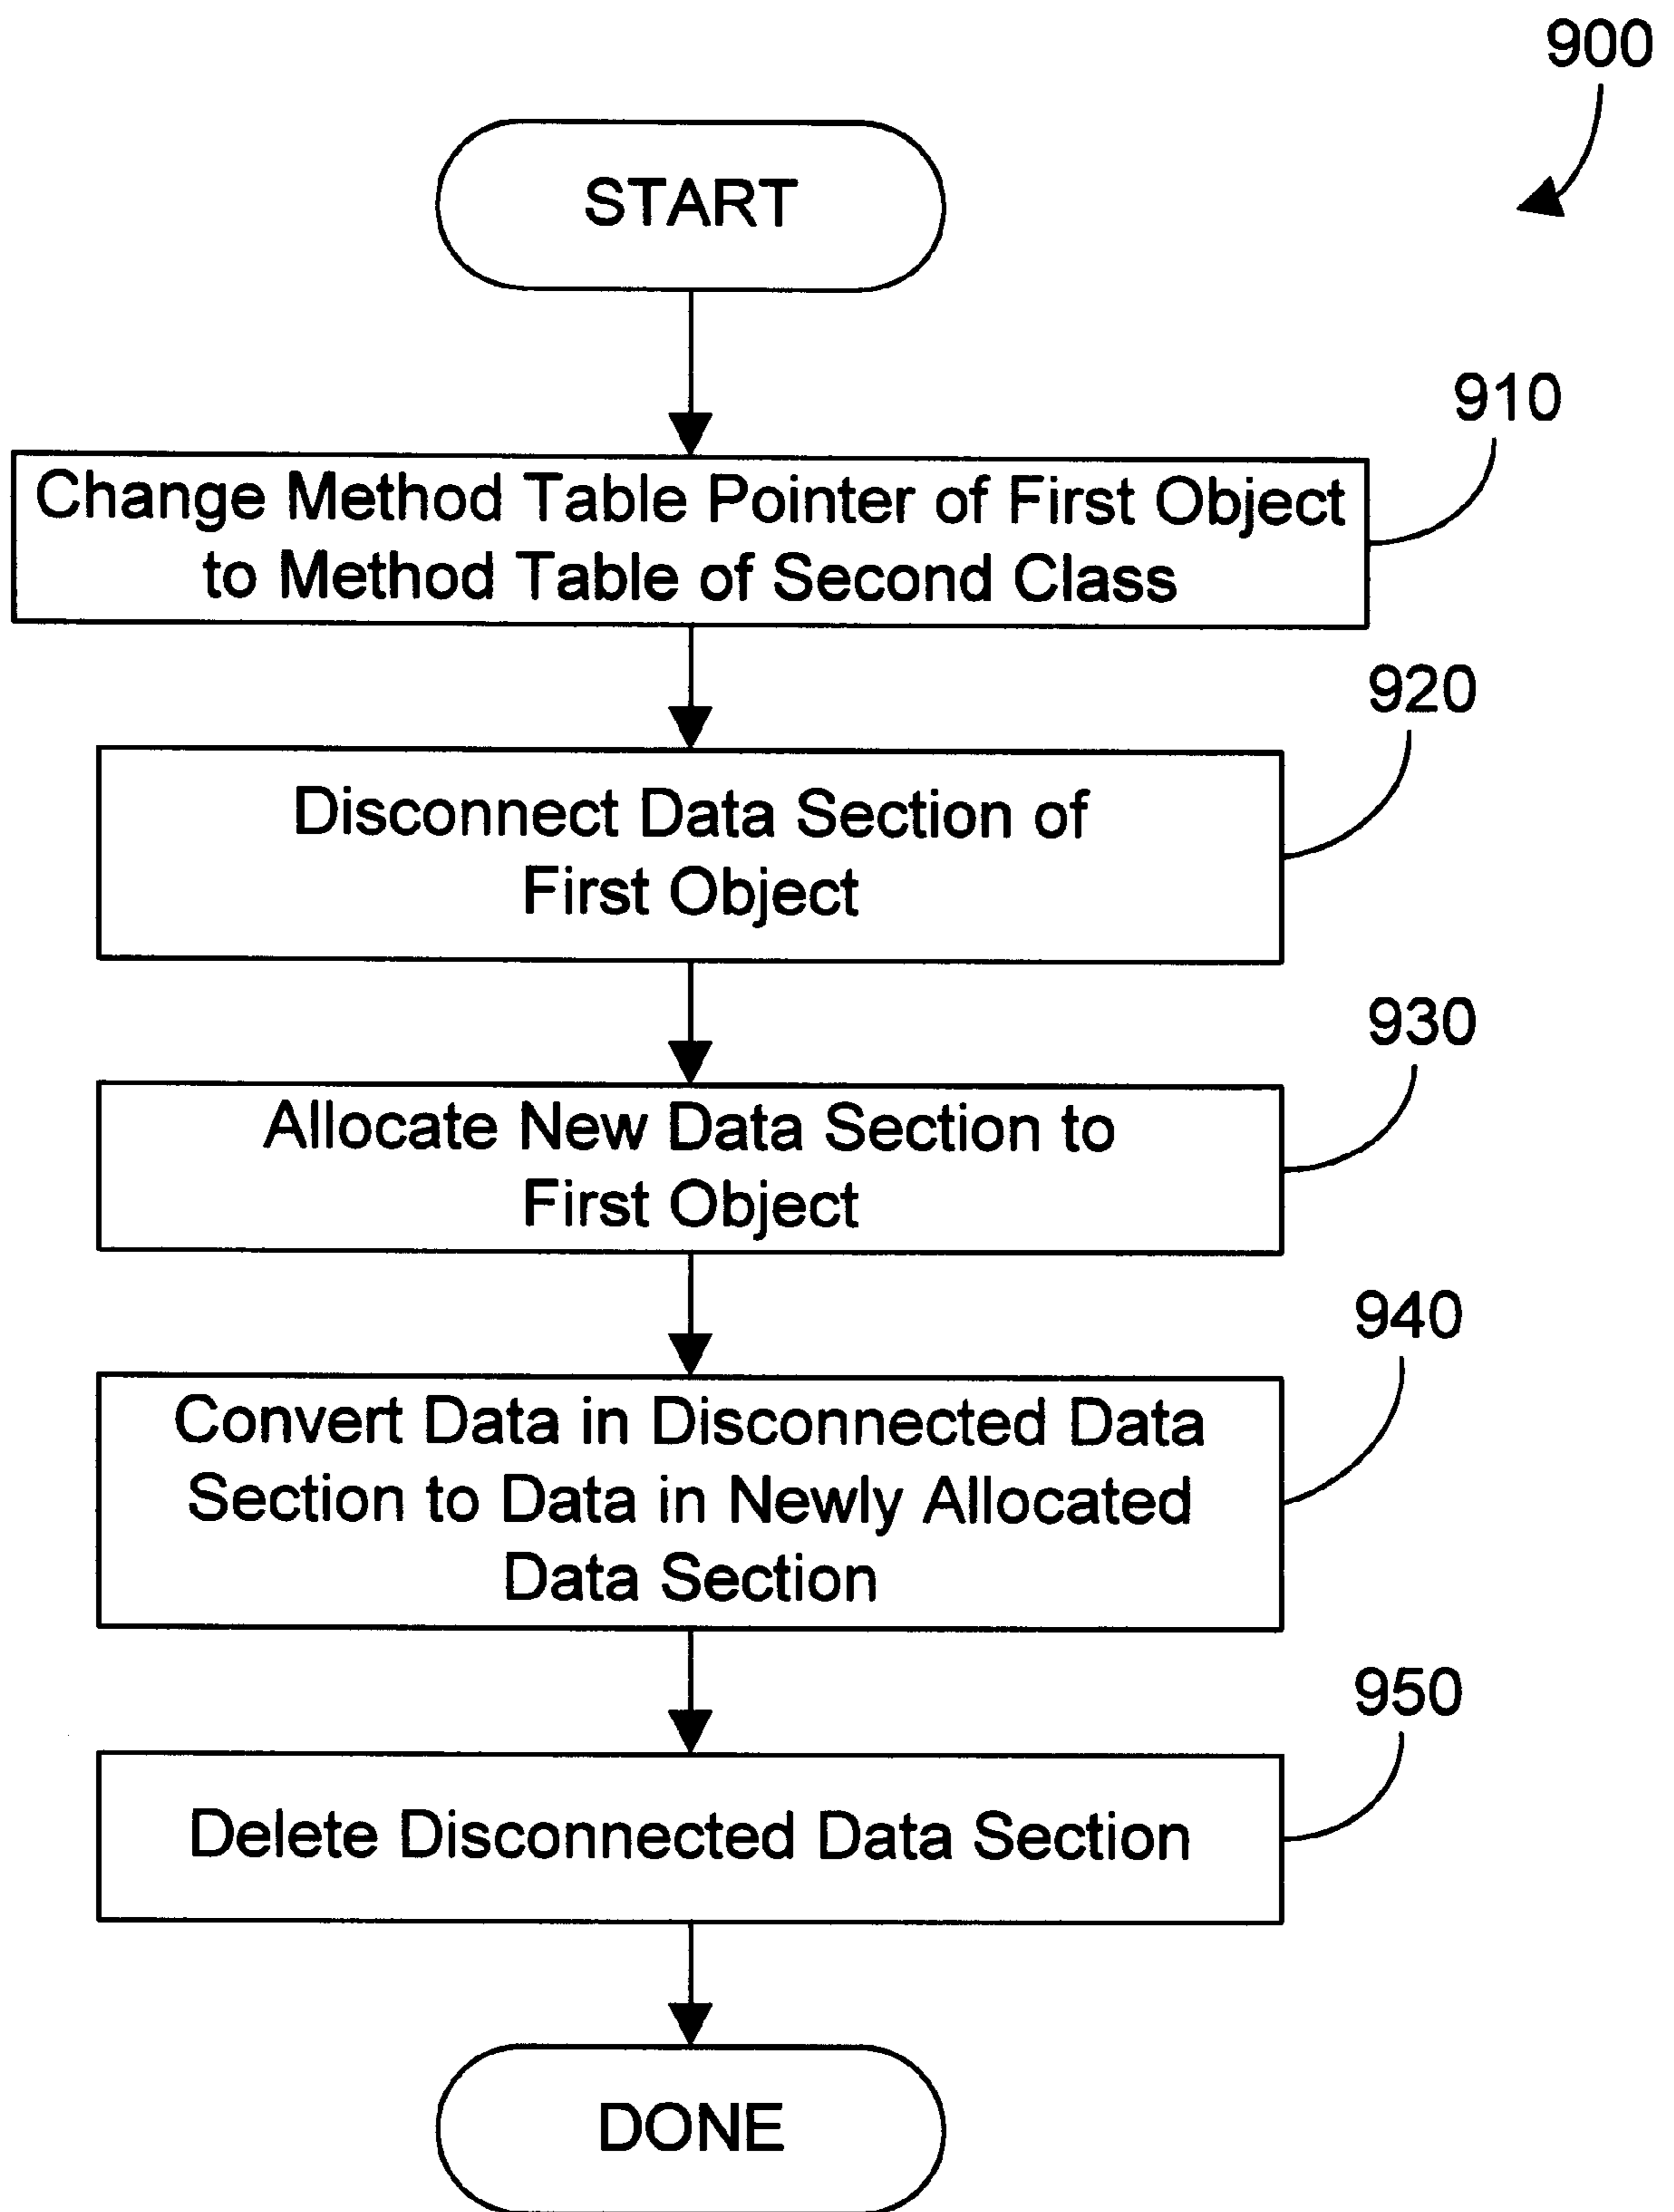 900
START
910
Change Method Table Pointer of First Object
to Method Table of Second Class
920
Disconnect Data Section of
First Object
930
Allocate New Data Section to
First Object
940
Convert Data in Disconnected Data
Section to Data in Newly Allocated
Data Section
950
Delete Disconnected Data Section
DONE